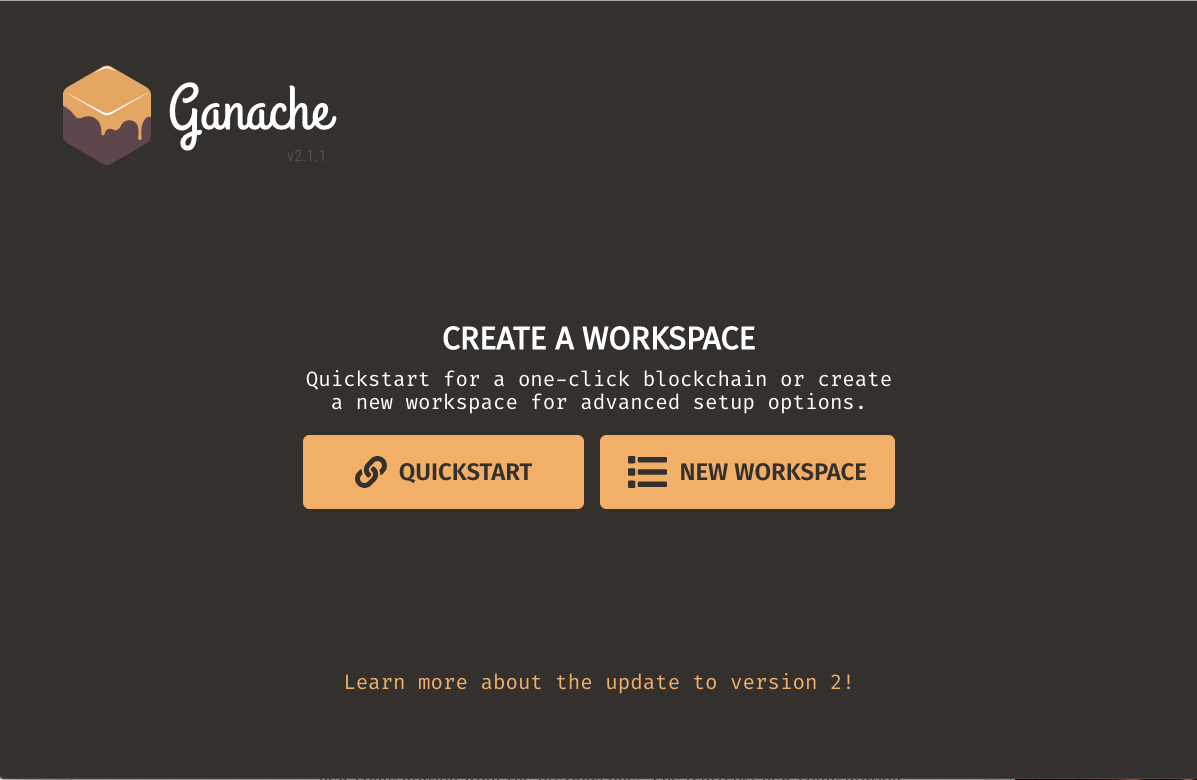 Ganache
v2.1.1
CREATE A WORKSPACE
Quickstart for a one-click blockchain or create
a new workspace for advanced setup options.
QUICKSTART
NEW WORKSPACE
Learn more about the update to version 2!